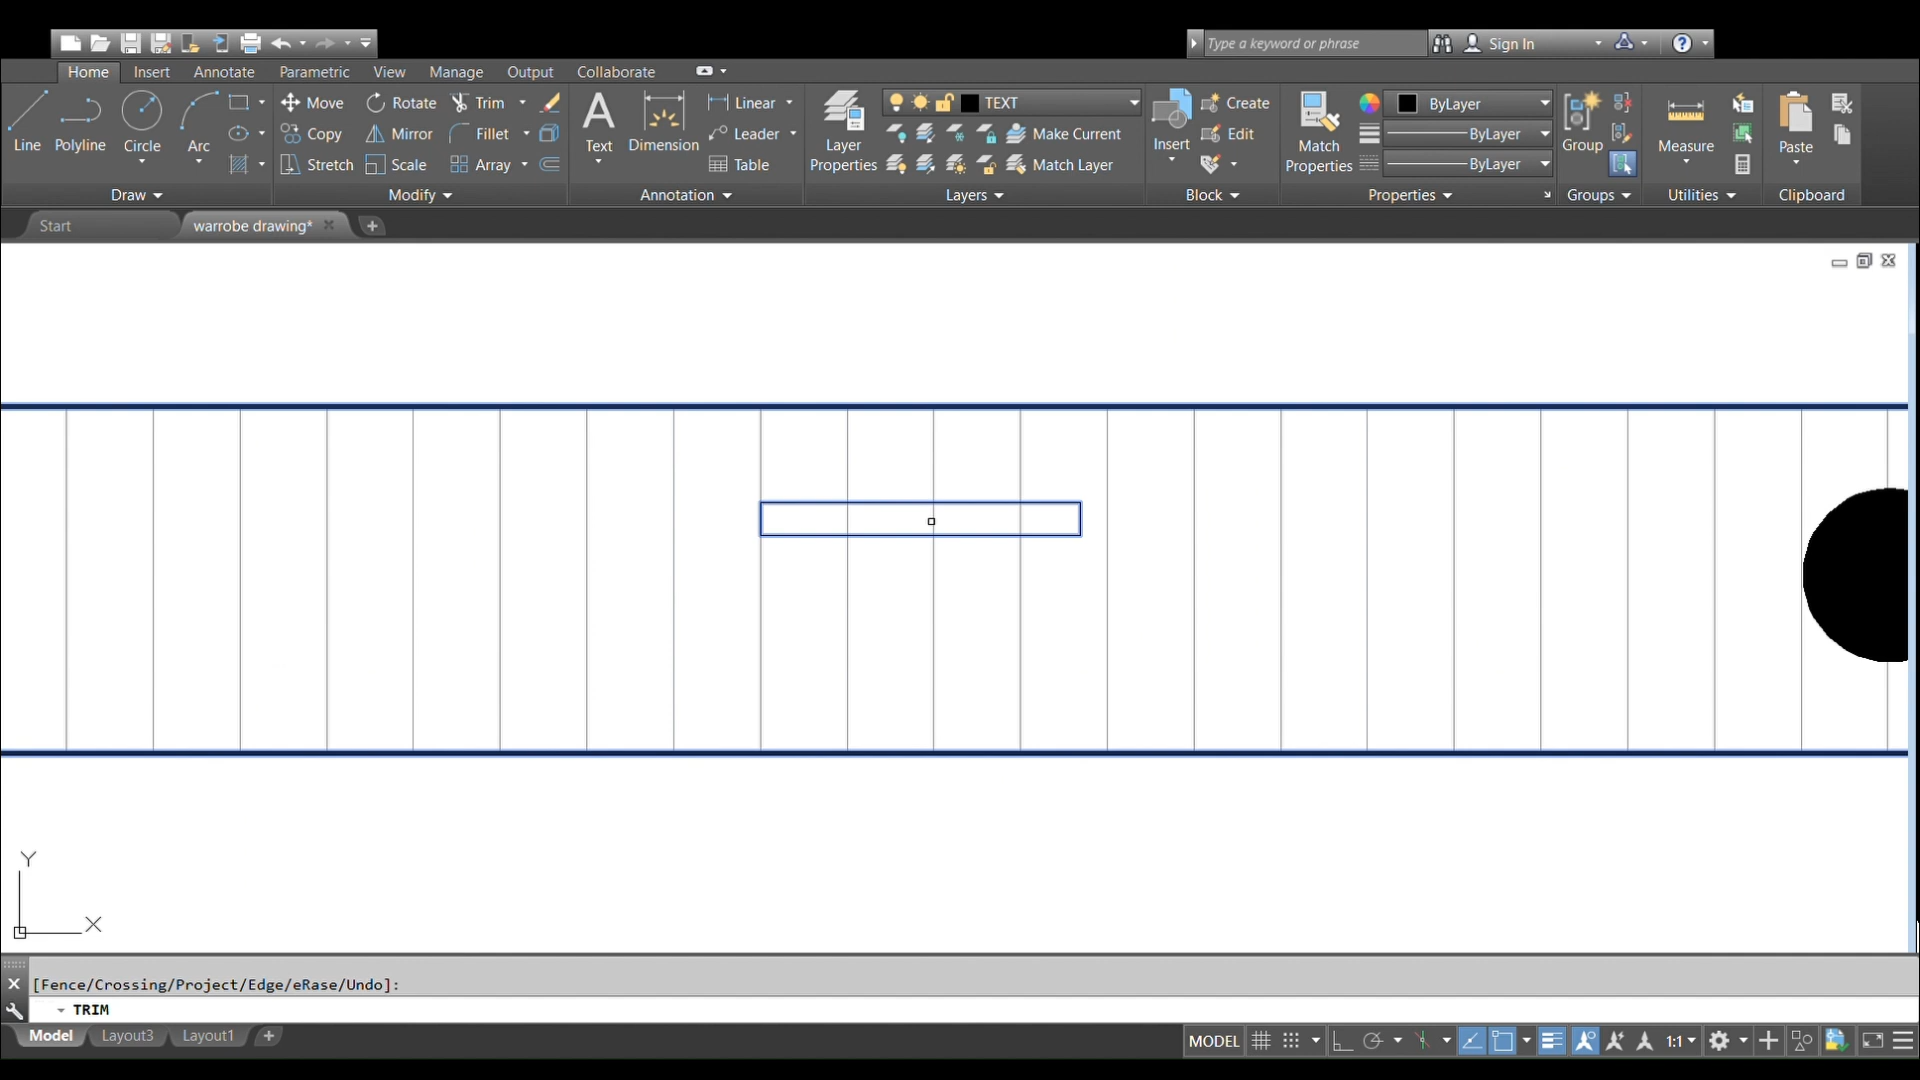 Type a keyword or phrase Sign In
Home Insert Annotate Parametric View Manage Output Collaborate
Line Polyline Circle Arc
Move Rotate Trim
Copy Mirror Fillet
Stretch Scale Array
Text Dimension
Linear
Leader
Table
Layer Properties
TEXT
Make Current
Match Layer
Insert
Create
Edit
Match Properties
ByLayer
ByLayer
ByLayer
Group
Measure
Paste
Draw Modify Annotation Layers Block Properties Groups Utilities Clipboard
Start warrobe drawing*
Y
X
[Fence/Crossing/Project/Edge/eRase/Undo]:
TRIM
Model Layout3 Layout1 MODEL 1:1